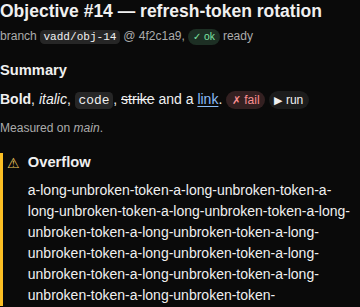 Objective #14 — refresh-token rotation
branch vadd/obj-14 @ 4f2c1a9, ✓ ok ready
Summary
Bold, italic, code, strike and a link. ✗ fail ▶ run
Measured on main.
⚠ Overflow
a-long-unbroken-token-a-long-unbroken-token-a-
long-unbroken-token-a-long-unbroken-token-a-long-
unbroken-token-a-long-unbroken-token-a-long-
unbroken-token-a-long-unbroken-token-a-long-
unbroken-token-a-long-unbroken-token-a-long-
unbroken-token-a-long-unbroken-token-